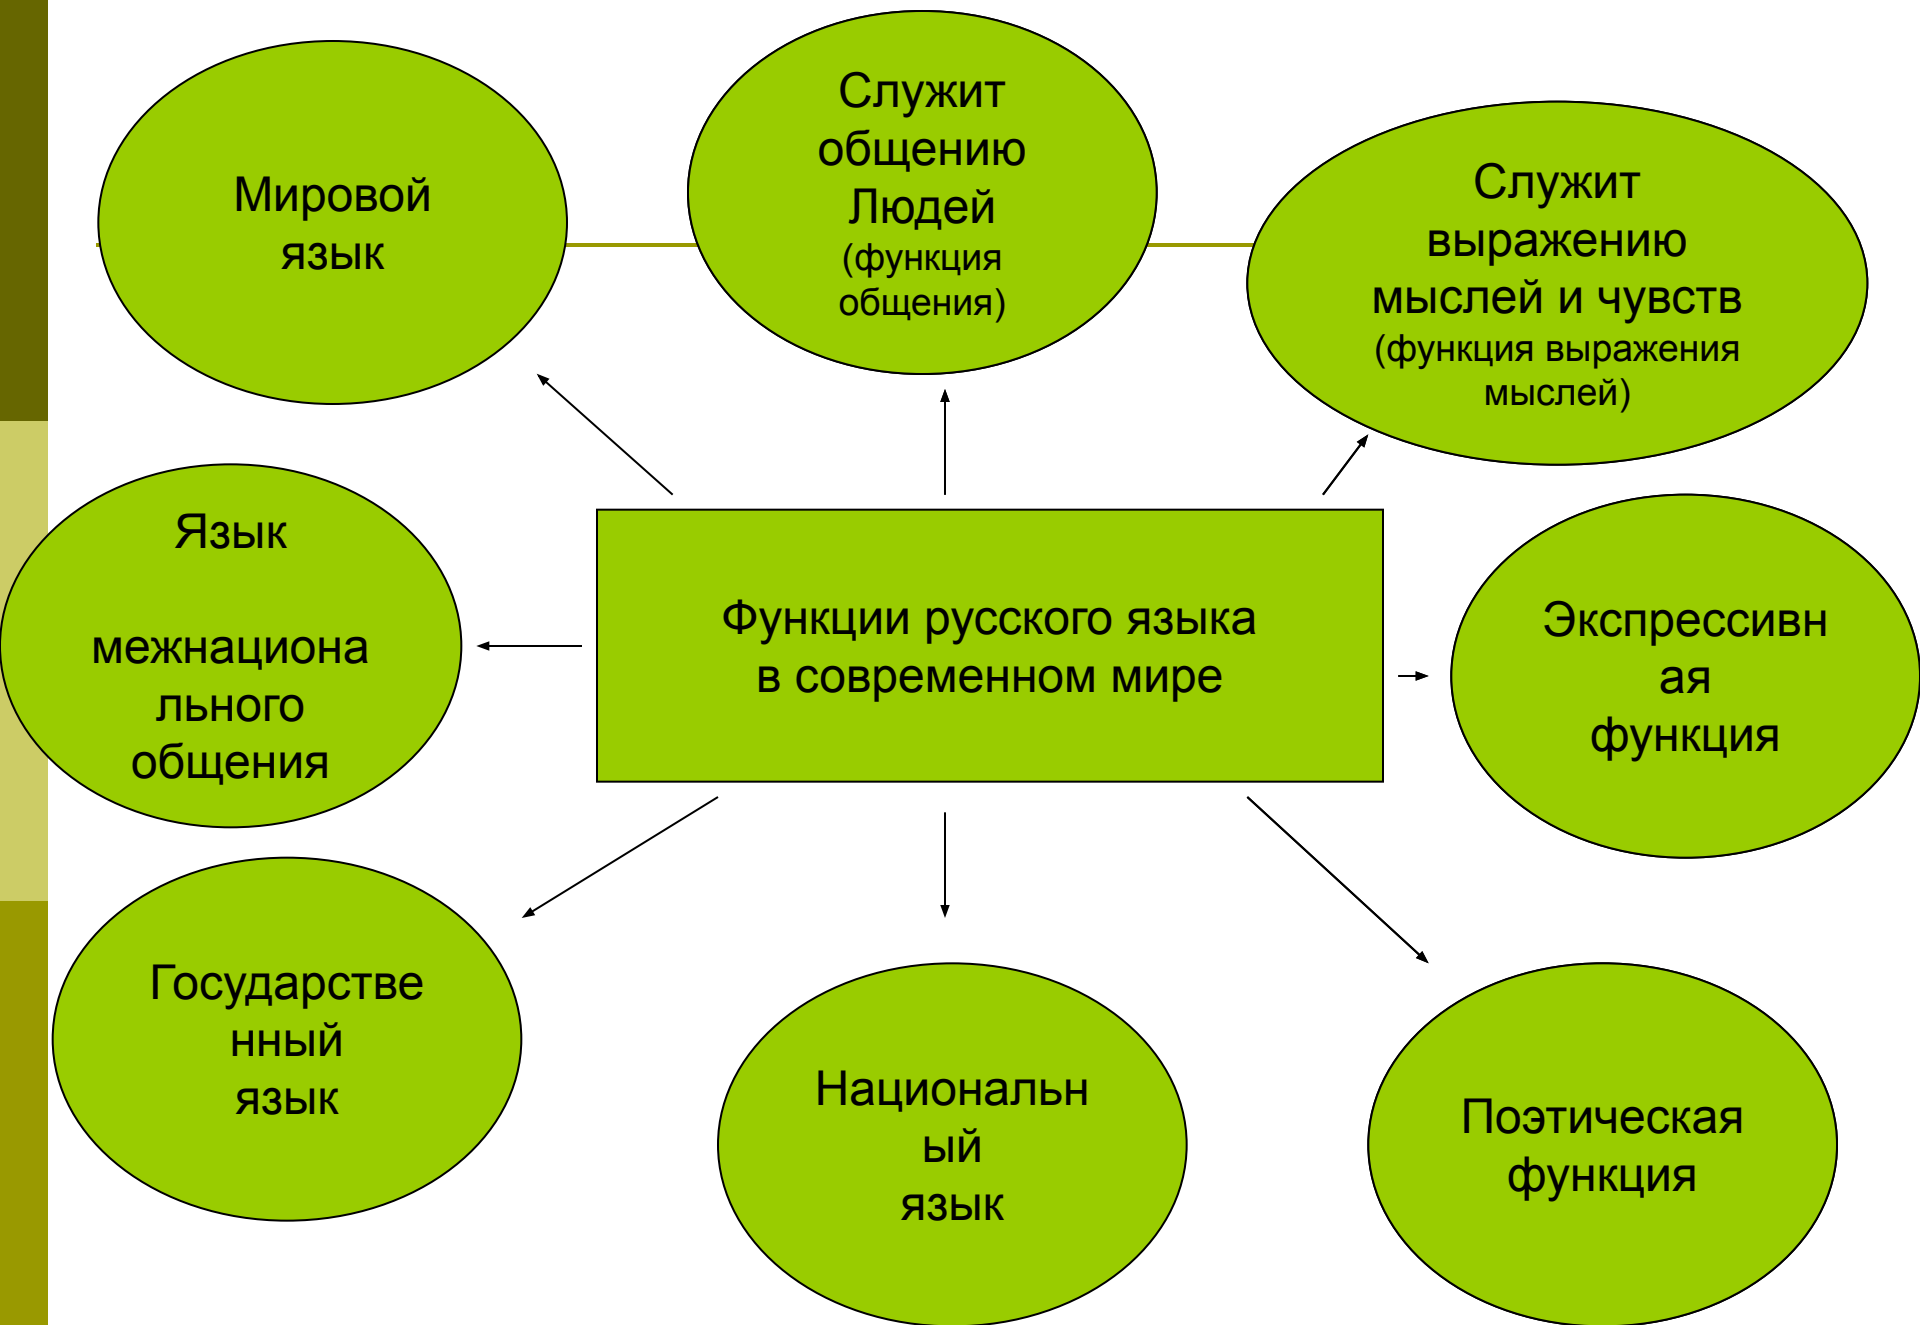 Мировой
язык
Служит
общению
Людей
(функция
общения)
Служит
выражению
мыслей и чувств
(функция выражения
мыслей)
Язык
межнациона
льного
общения
Функции русского языка
в современном мире
Экспрессивн
ая
функция
Государстве
нный
язык
Национальн
ый
язык
Поэтическая
функция